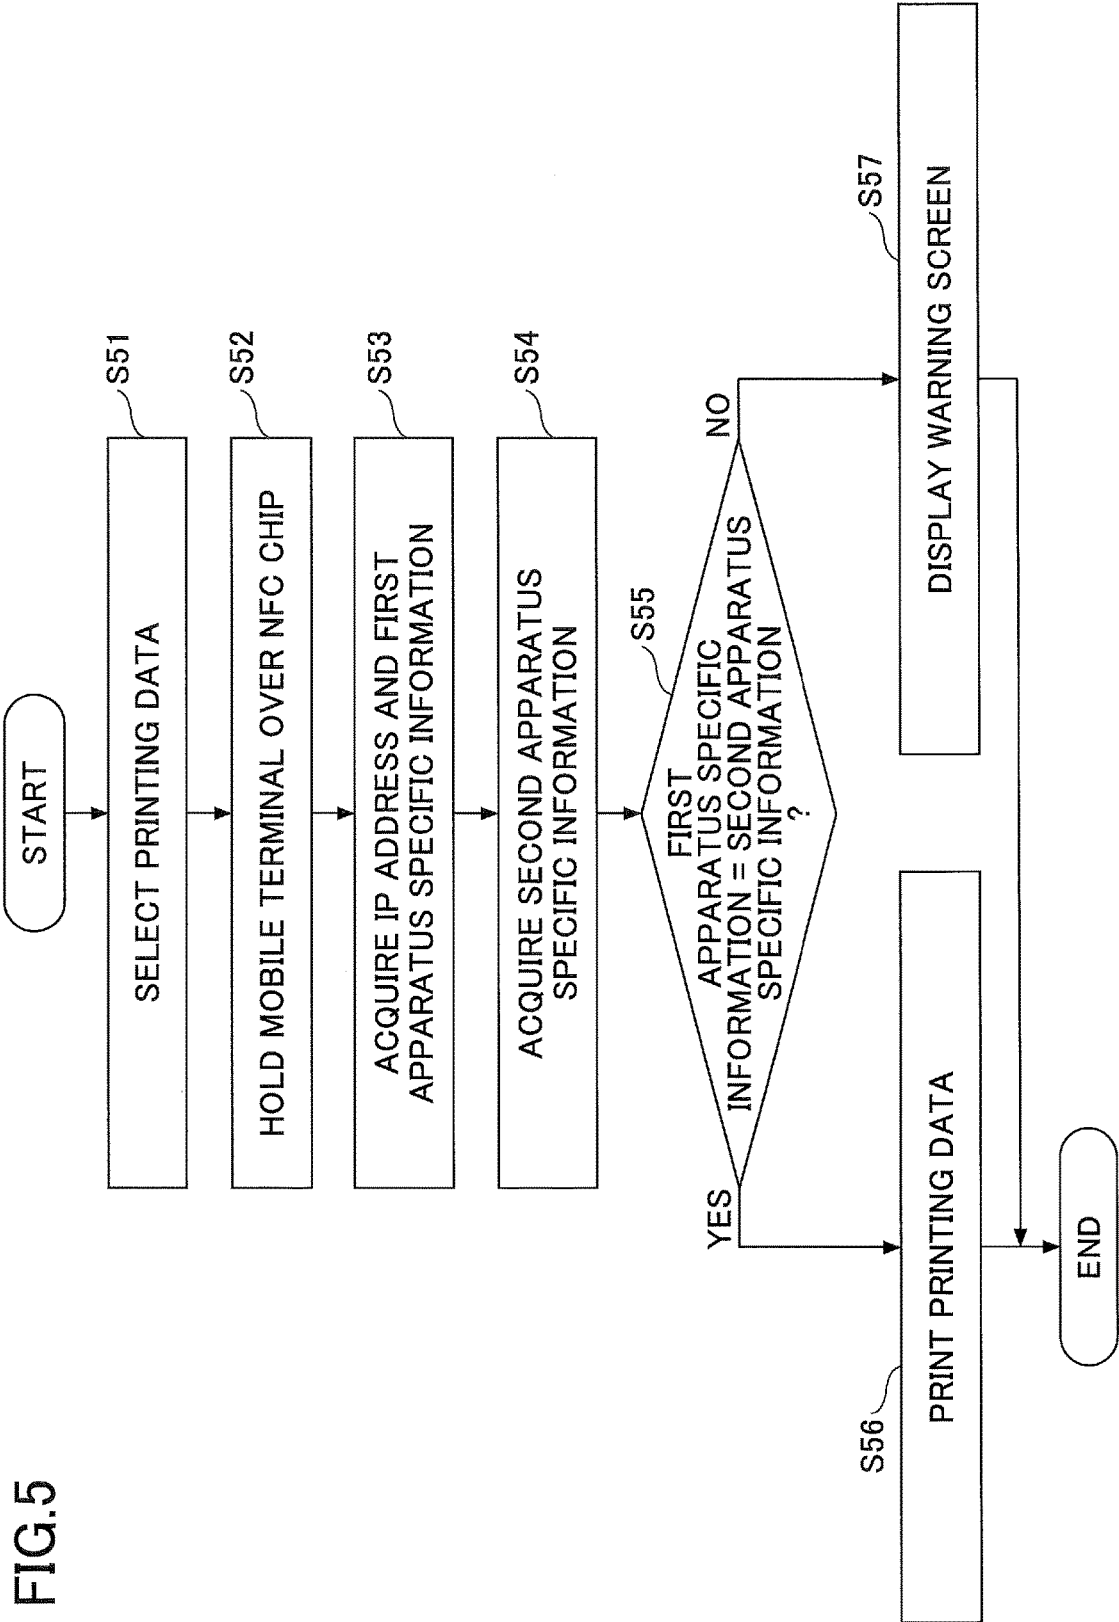 FIG.5
START
SELECT PRINTING DATA
S51
HOLD MOBILE TERMINAL OVER NFC CHIP
S52
ACQUIRE IP ADDRESS AND FIRST
APPARATUS SPECIFIC INFORMATION
S53
ACQUIRE SECOND APPARATUS
SPECIFIC INFORMATION
S54
S55
FIRST
APPARATUS SPECIFIC
INFORMATION = SECOND APPARATUS
SPECIFIC INFORMATION
?
YES
NO
S56
PRINT PRINTING DATA
S57
DISPLAY WARNING SCREEN
END